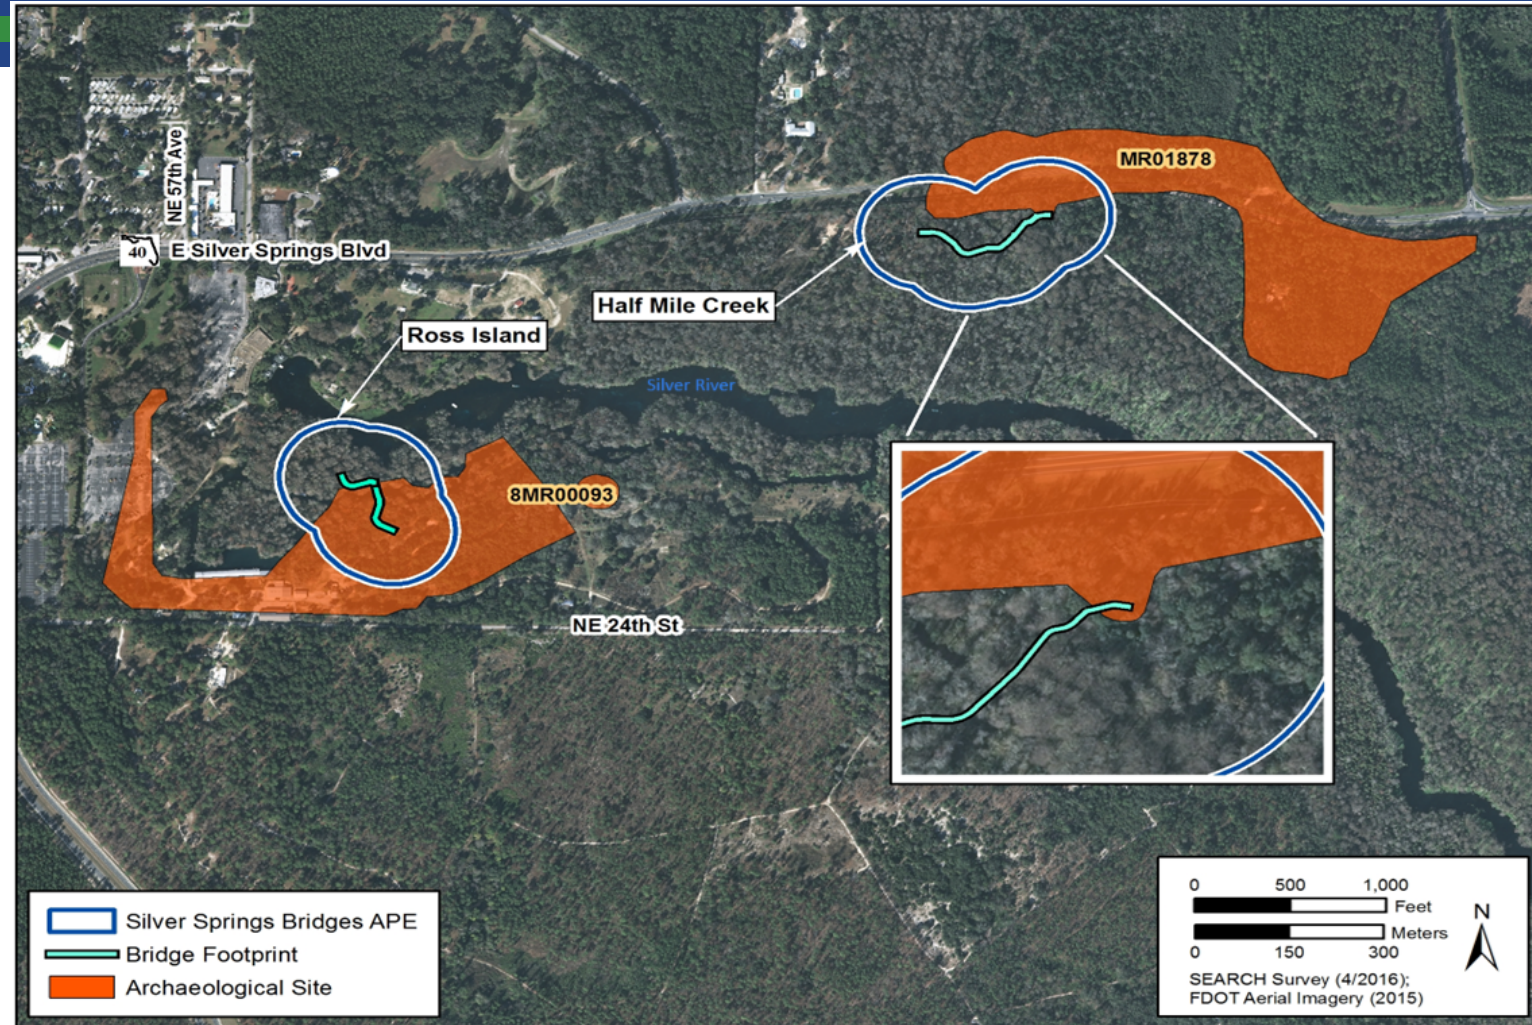 MR01878
NE 57th Ave
40
E Silver Springs Blvd
Half Mile Creek
Ross Island
Silver River
8MR00093
NE 24th St
Silver Springs Bridges APE
Bridge Footprint
Archaeological Site
0 500 1,000
Feet
Meters
0 150 300
N
SEARCH Survey (4/2016);
FDOT Aerial Imagery (2015)